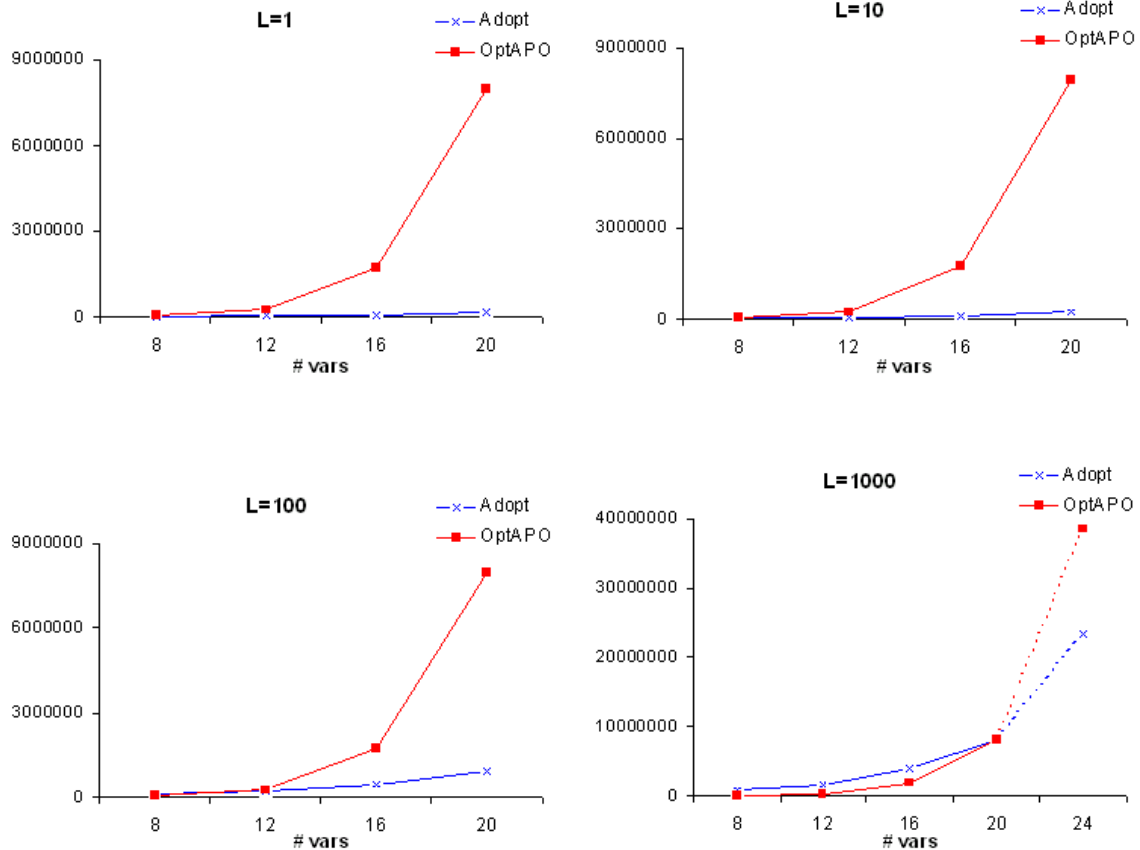 L=1
Adopt
OptAPO
9000000
6000000
3000000
0
8 12 16 20
# vars
L=10
Adopt
OptAPO
9000000
6000000
3000000
0
8 12 16 20
# vars
L=100
Adopt
OptAPO
9000000
6000000
3000000
0
8 12 16 20
# vars
L=1000
Adopt
OptAPO
40000000
30000000
20000000
10000000
0
8 12 16 20 24
# vars